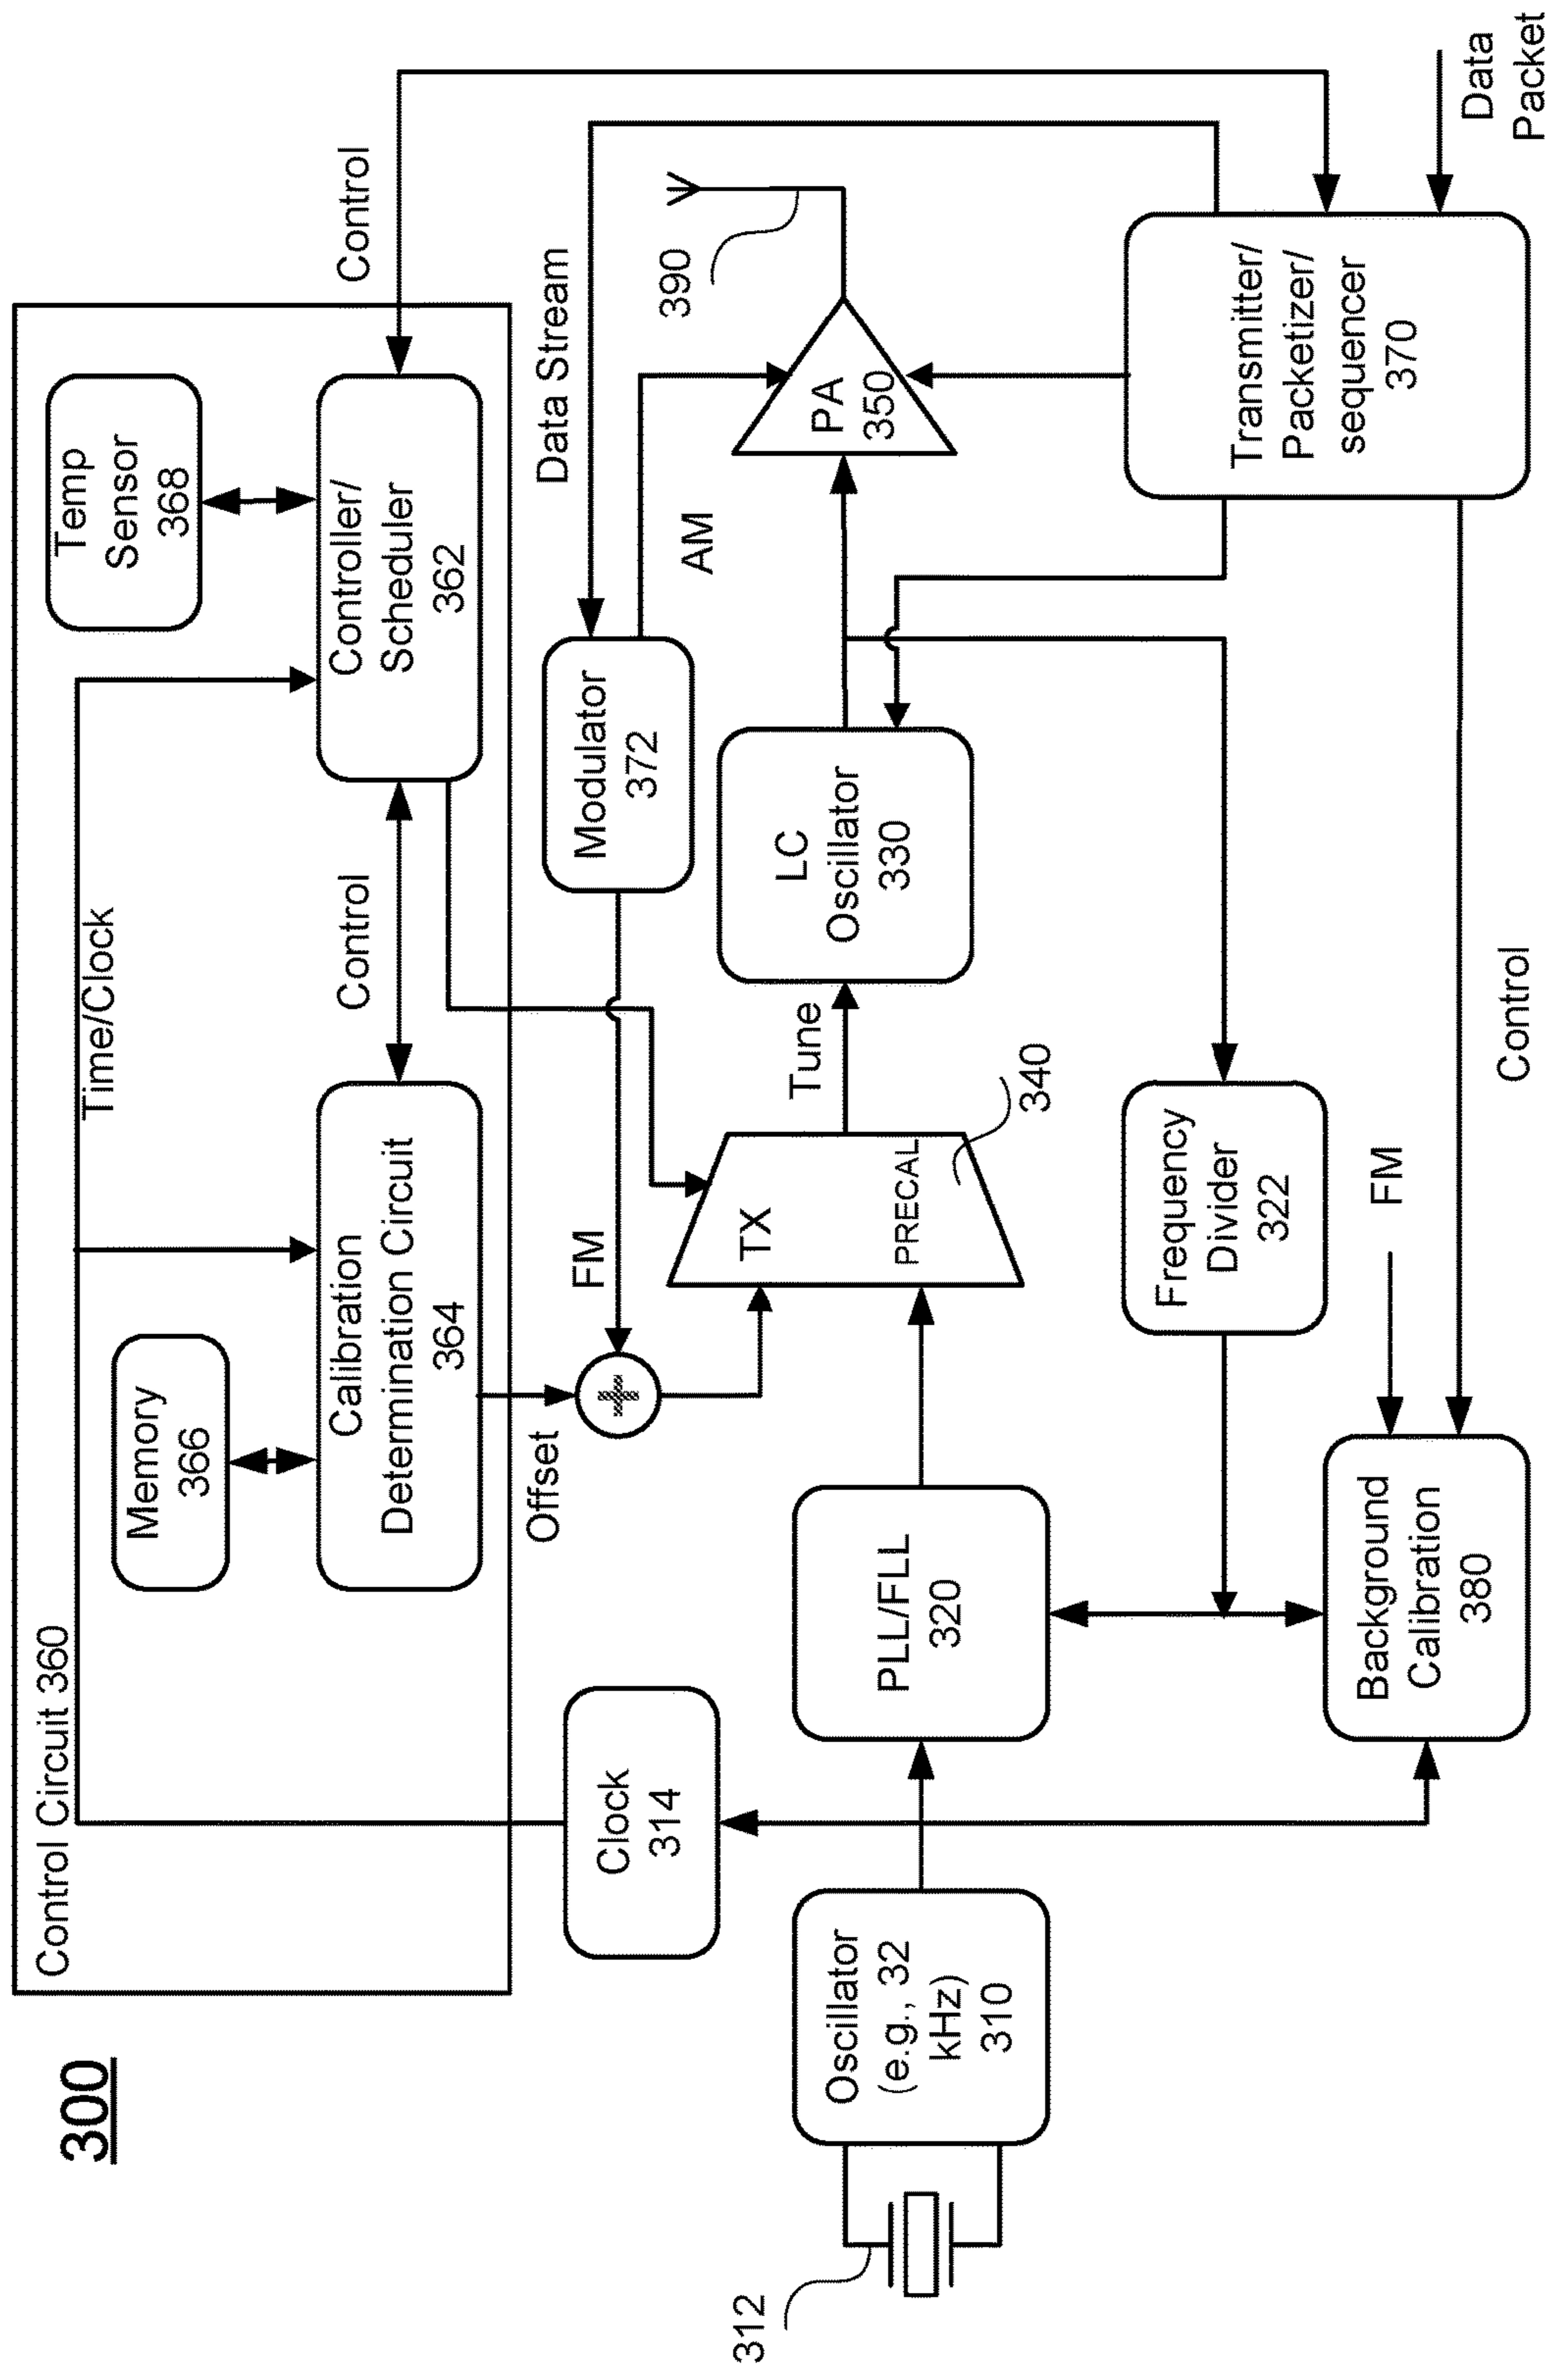 300
Control Circuit 360
Time/Clock
Memory
366
Temp
Sensor
368
Calibration
Determination Circuit
364
Control
Controller/
Scheduler
362
Control
Offset
FM
Modulator
372
Data Stream
AM
Clock
314
312
Oscillator
(e.g., 32
kHz)
310
PLL/FLL
320
TX
PRECAL
340
Tune
LC
Oscillator
330
PA
350
390
Frequency
Divider
322
Background
Calibration
380
FM
Control
Transmitter/
Packetizer/
sequencer
370
Data
Packet